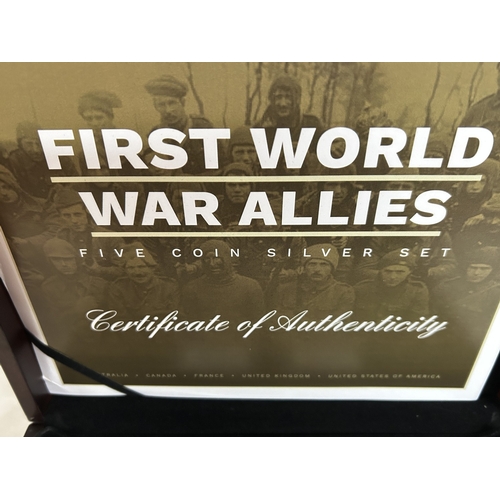 FIRST WORLD
WAR ALLIES
FIVE COIN SILVER SET
Certificate of Authenticity
RALIA • CANADA • FRANCE • UNITED KINGDOM • UNITED STATES OF AMERICA